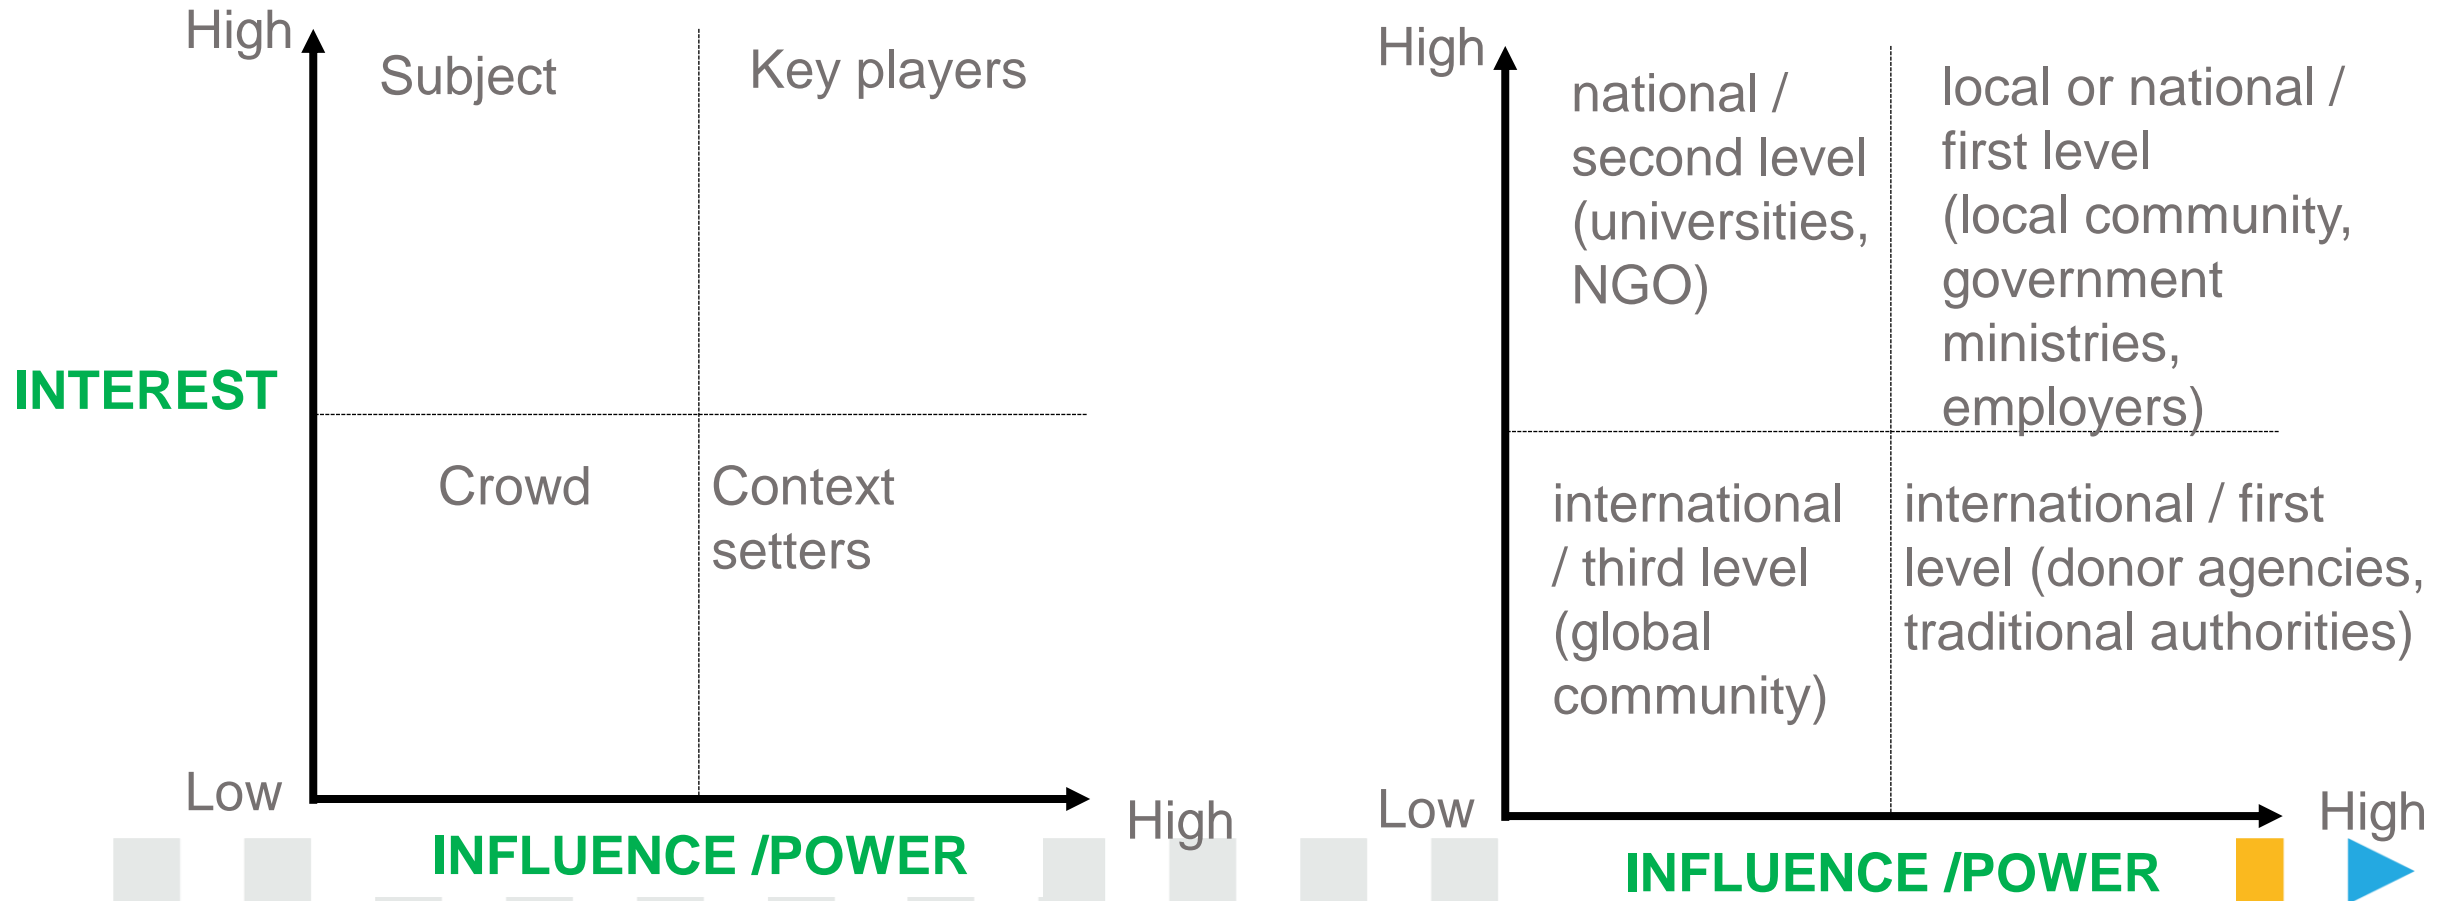 High
Subject
Key players
INTEREST
Crowd
Context
setters
Low
High
INFLUENCE /POWER
High
national /
second level
(universities,
NGO)
local or national /
first level
(local community,
government
ministries,
employers)
international
/ third level
(global
community)
international / first
level (donor agencies,
traditional authorities)
Low
High
INFLUENCE /POWER